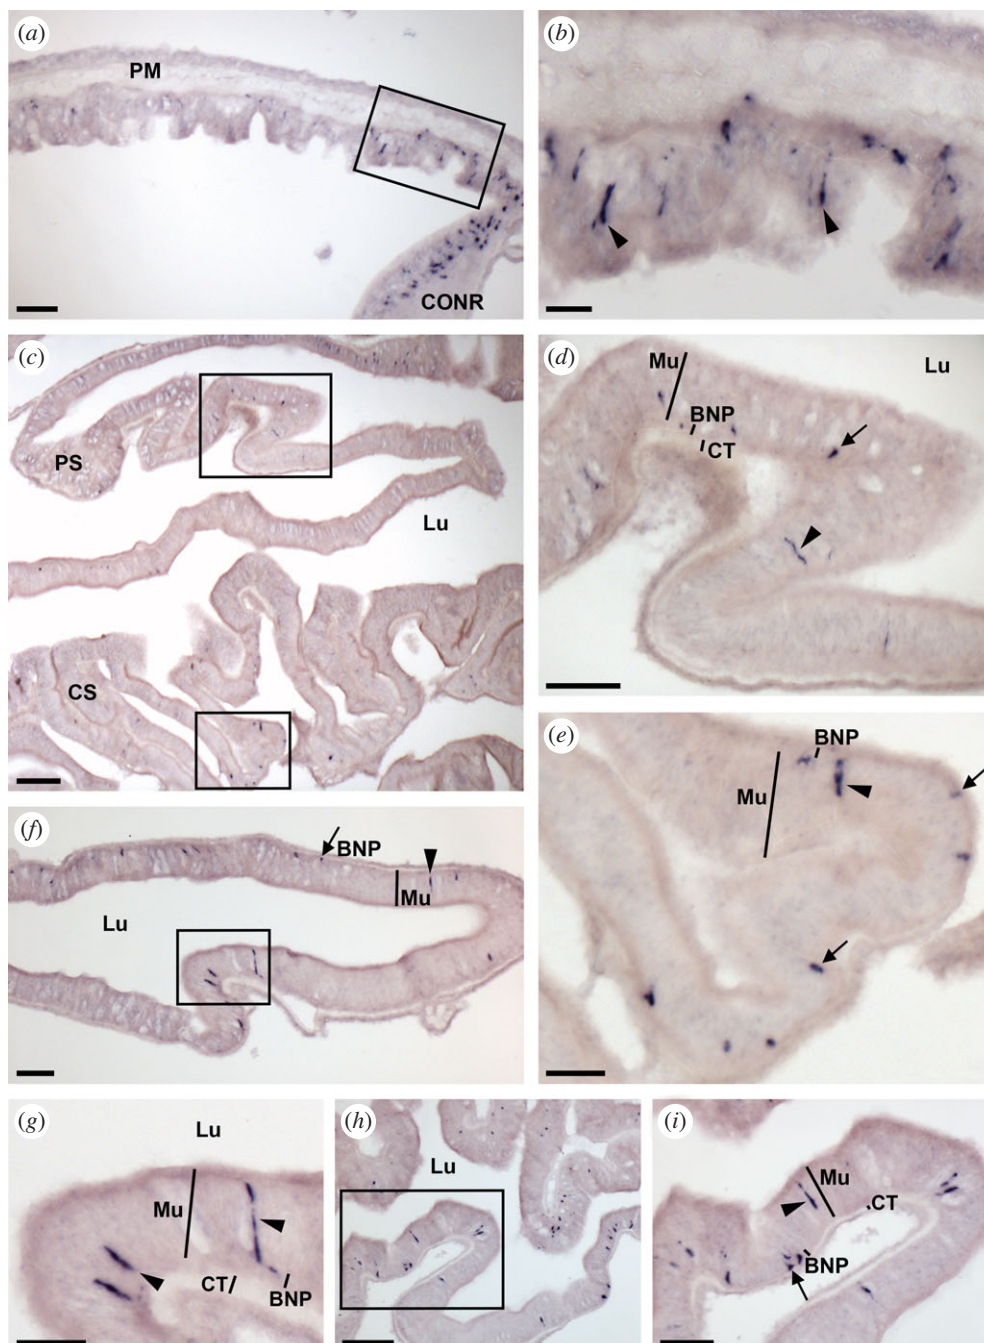 (a)
PM
CONR
(b)
(c)
PS
Lu
CS
(d)
Mu
Lu
BNP
CT
(e)
BNP
Mu
(f)
BNP
Mu
Lu
(g)
Lu
Mu
CT
BNP
(h)
Lu
(i)
Mu
CT
BNP